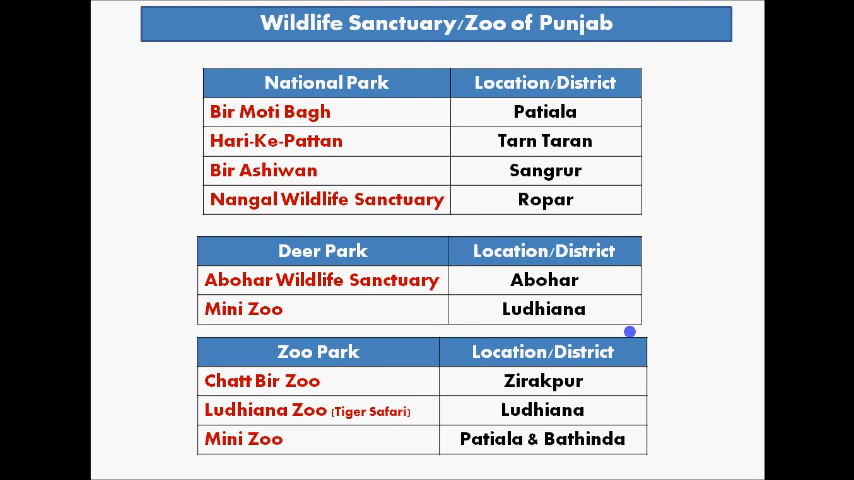 Wildlife Sanctuary/Zoo of Punjab
National Park Location/District
Bir Moti Bagh Patiala
Hari-Ke-Pattan Tarn Taran
Bir Ashiwan Sangrur
Nangal Wildlife Sanctuary Ropar
Deer Park Location/District
Abohar Wildlife Sanctuary Abohar
Mini Zoo Ludhiana
Zoo Park Location/District
Chatt Bir Zoo Zirakpur
Ludhiana Zoo (Tiger Safari) Ludhiana
Mini Zoo Patiala & Bathinda